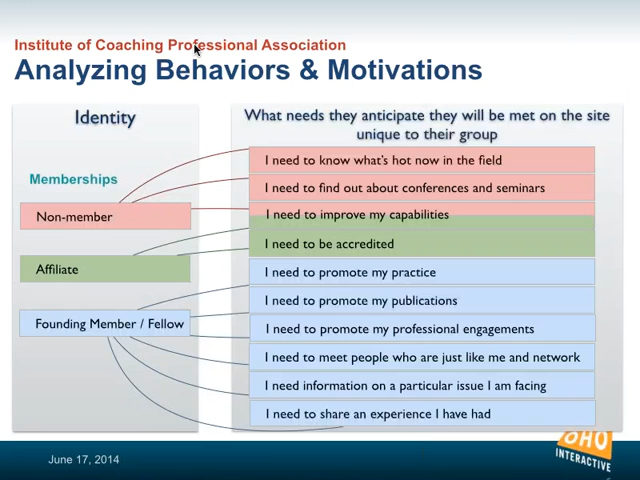 Institute of Coaching Professional Association
Analyzing Behaviors & Motivations
Identity
What needs they anticipate they will be met on the site
unique to their group
Memberships
Non-member
Affiliate
Founding Member / Fellow
I need to know what's hot now in the field
I need to find out about conferences and seminars
I need to improve my capabilities
I need to be accredited
I need to promote my practice
I need to promote my publications
I need to promote my professional engagements
I need to meet people who are just like me and network
I need information on a particular issue I am facing
I need to share an experience I have had
June 17, 2014
OHO
INTERACTIVE